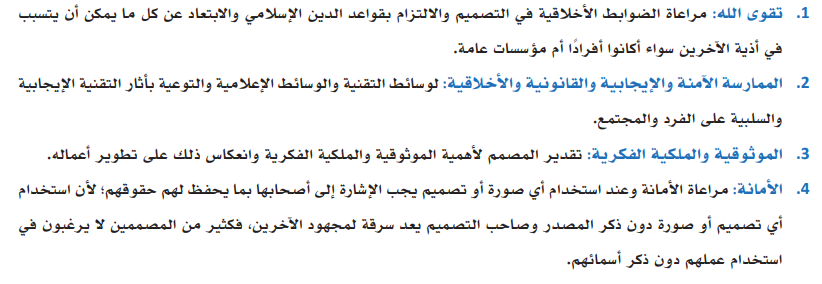 1. تقوى الله: مراعاة الضوابط الأخلاقية في التصميم والالتزام بقواعد الدين الإسلامي والابتعاد عن كل ما يمكن أن يتسبب
في أذية الآخرين سواء أكانوا أفرادًا أم مؤسسات عامة.
2. الممارسة الآمنة والإيجابية والقانونية والأخلاقية: لوسائط التقنية والوسائط الإعلامية والتوعية بأثار التقنية الإيجابية
والسلبية على الفرد والمجتمع.
3. الموثوقية والملكية الفكرية: تقدير المصمم لأهمية الموثوقية والملكية الفكرية وانعكاس ذلك على تطوير أعماله.
4. الأمانة: مراعاة الأمانة وعند استخدام أي صورة أو تصميم يجب الإشارة إلى أصحابها بما يحفظ لهم حقوقهم؛ لأن استخدام
أي تصميم أو صورة دون ذكر المصدر وصاحب التصميم يعد سرقة لمجهود الآخرين، فكثير من المصممين لا يرغبون في
استخدام عملهم دون ذكر أسمائهم.